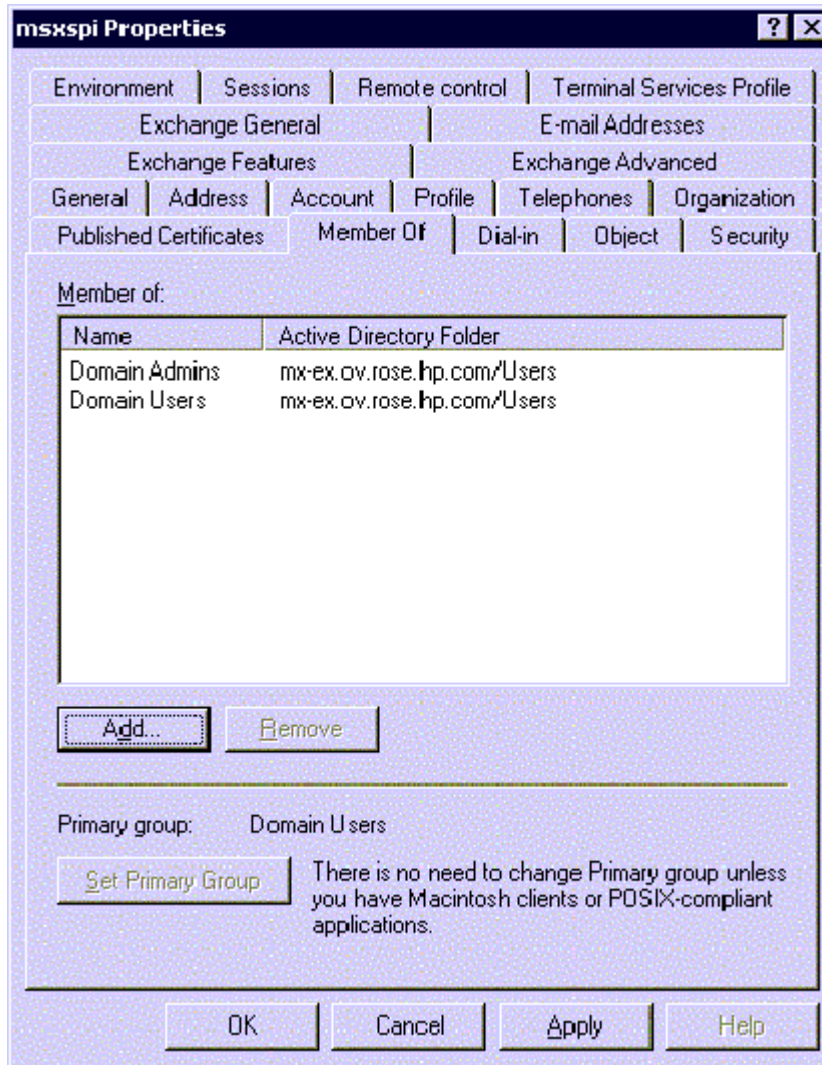 msxspi Properties ? X
Environment Sessions Remote control Terminal Services Profile
Exchange General E-mail Addresses
Exchange Features Exchange Advanced
General Address Account Profile Telephones Organization
Published Certificates Member Of Dial-in Object Security
Member of:
Name Active Directory Folder
Domain Admins mx-ex.ov.rose.hp.com/Users
Domain Users mx-ex.ov.rose.hp.com/Users
Add... Remove
Primary group: Domain Users
Set Primary Group There is no need to change Primary group unless
you have Macintosh clients or POSIX-compliant
applications.
OK Cancel Apply Help